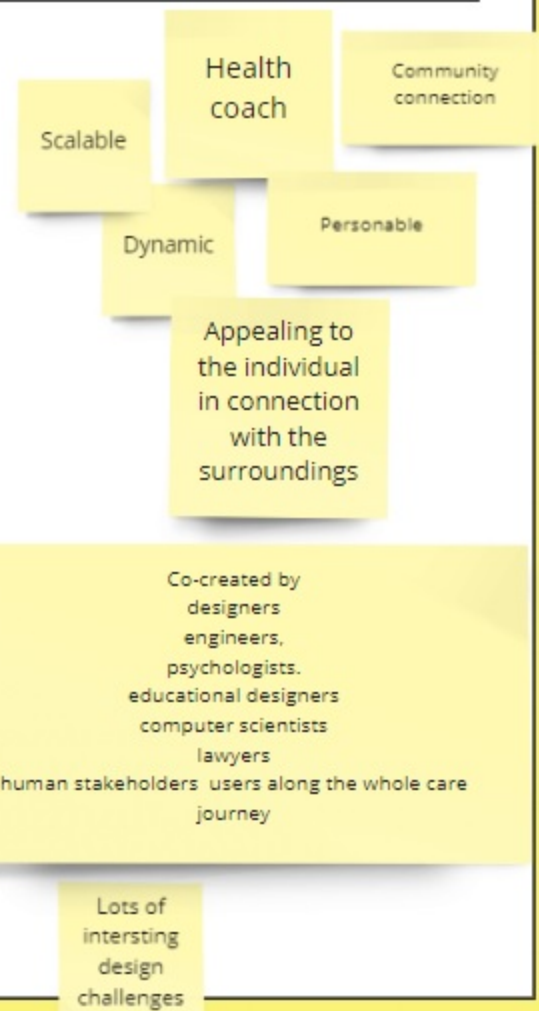 Health
coach
Community
connection
Scalable
Personable
Dynamic
Appealing to
the individual
in connection
with the
surroundings
Co-created by
designers
engineers,
psychologists.
educational designers
computer scientists
lawyers
human stakeholders users along the whole care
journey
Lots of
intersting
design
challenges